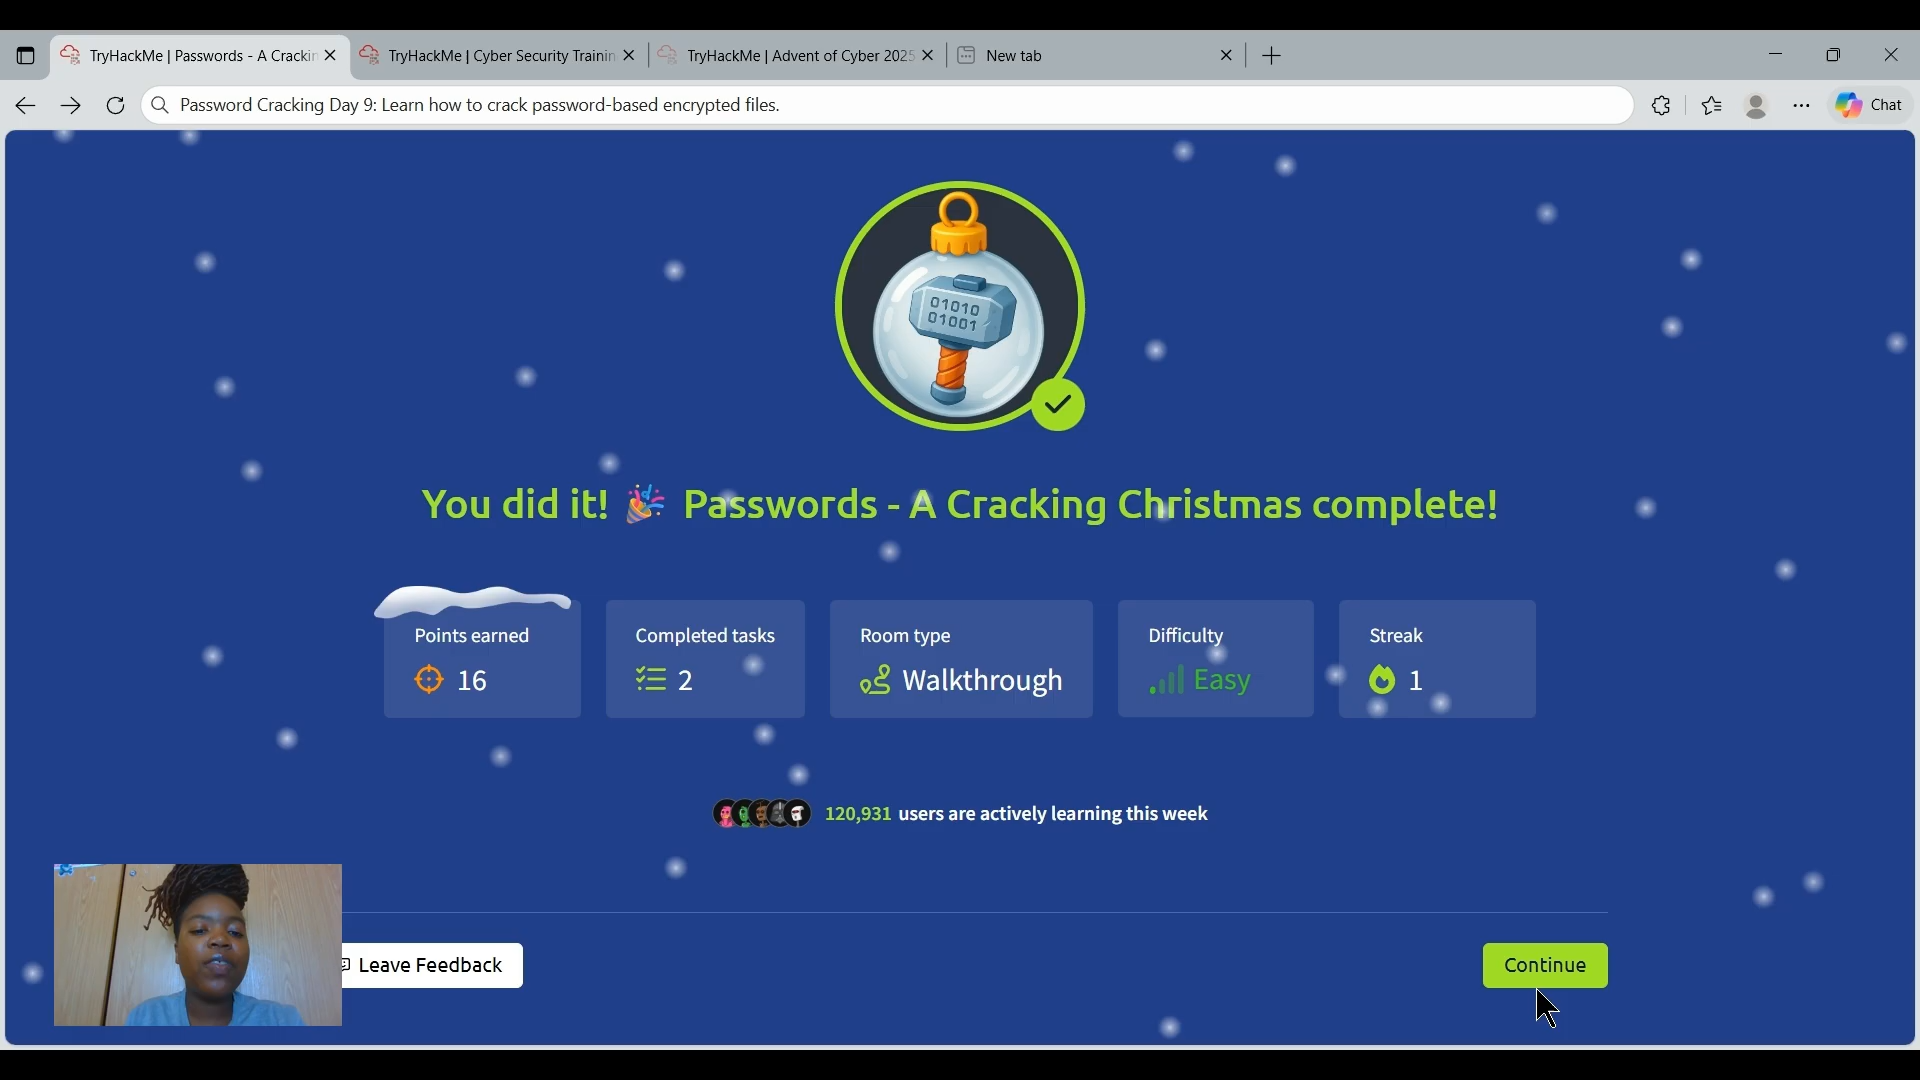 TryHackMe | Passwords - A Crackin
TryHackMe | Cyber Security Trainin
TryHackMe | Advent of Cyber 2025
New tab
Password Cracking Day 9: Learn how to crack password-based encrypted files.
Chat
01010
01001
You did it! 🎉 Passwords - A Cracking Christmas complete!
Points earned
16
Completed tasks
2
Room type
Walkthrough
Difficulty
Easy
Streak
1
120,931 users are actively learning this week
Leave Feedback
Continue